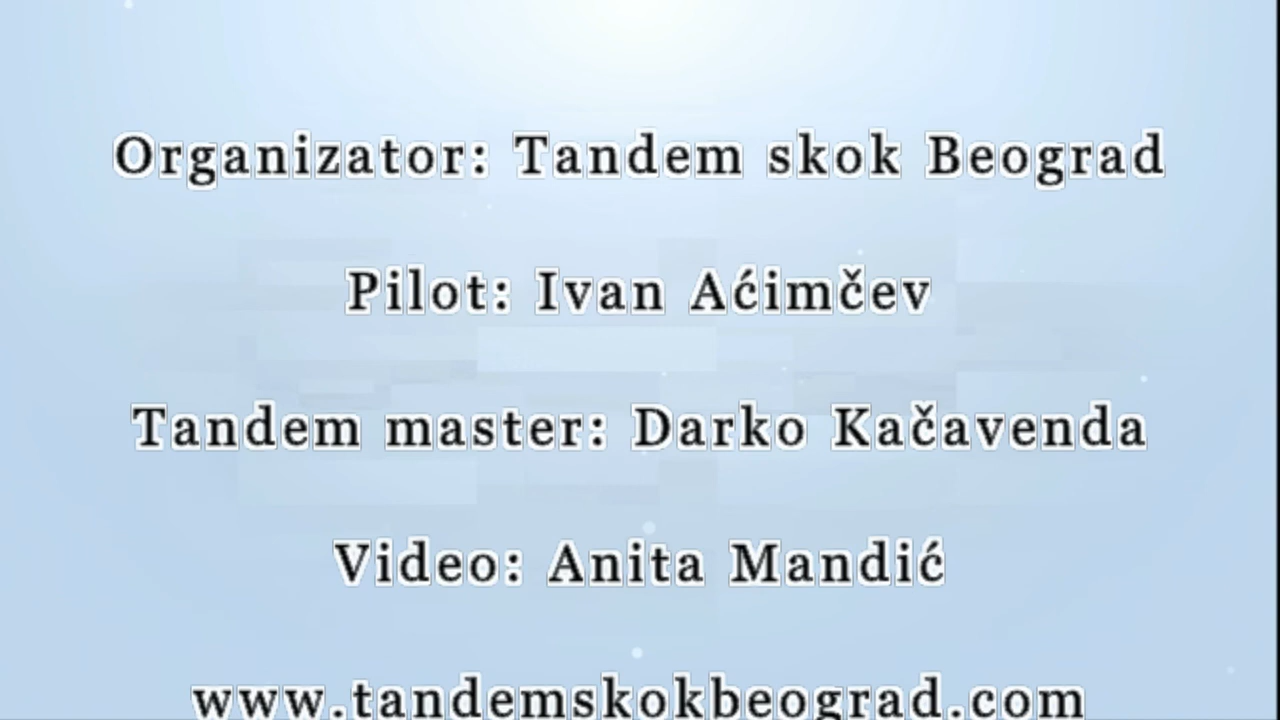 Organizator: Tandem skok Beograd
Pilot: Ivan Aćimčev
Tandem master: Darko Kačavenda
Video: Anita Mandić
www.tandemskokbeograd.com